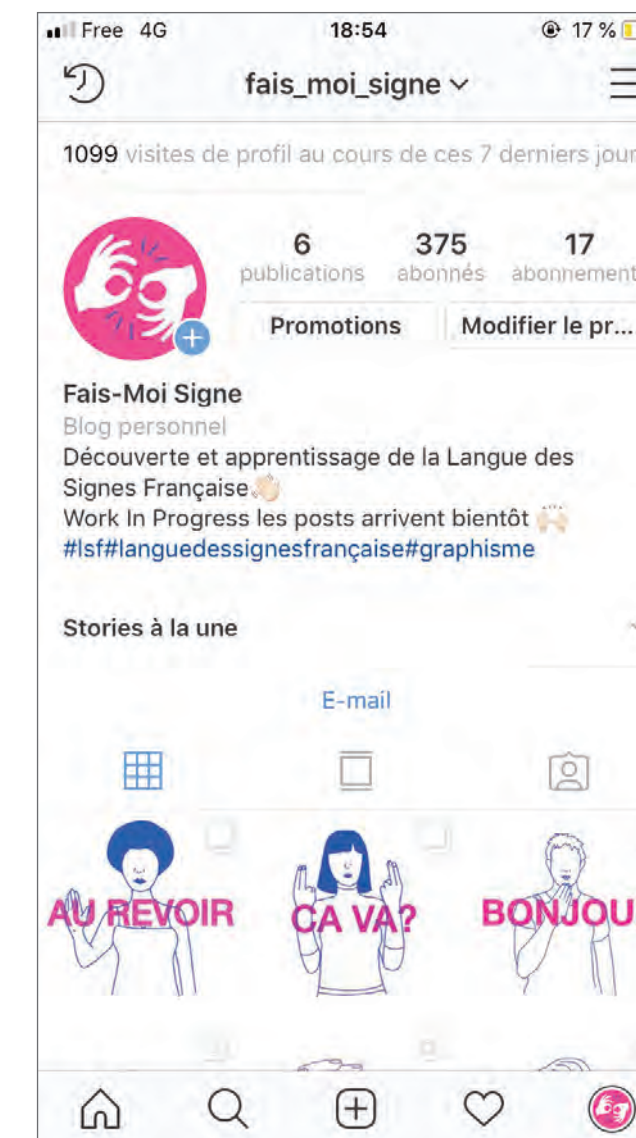 Free 4G 18:54 17 %
fais_moi_signe
1099 visites de profil au cours de ces 7 derniers jour
6 375 17
publications abonnés abonnement
Promotions Modifier le pr...
Fais-Moi Signe
Blog personnel
Découverte et apprentissage de la Langue des
Signes Française👏🏻
Work In Progress les posts arrivent bientôt 🙌🏻
#lsf#languedessignesfrançaise#graphisme
Stories à la une
E-mail
AU REVOIR ÇA VA? BONJOU